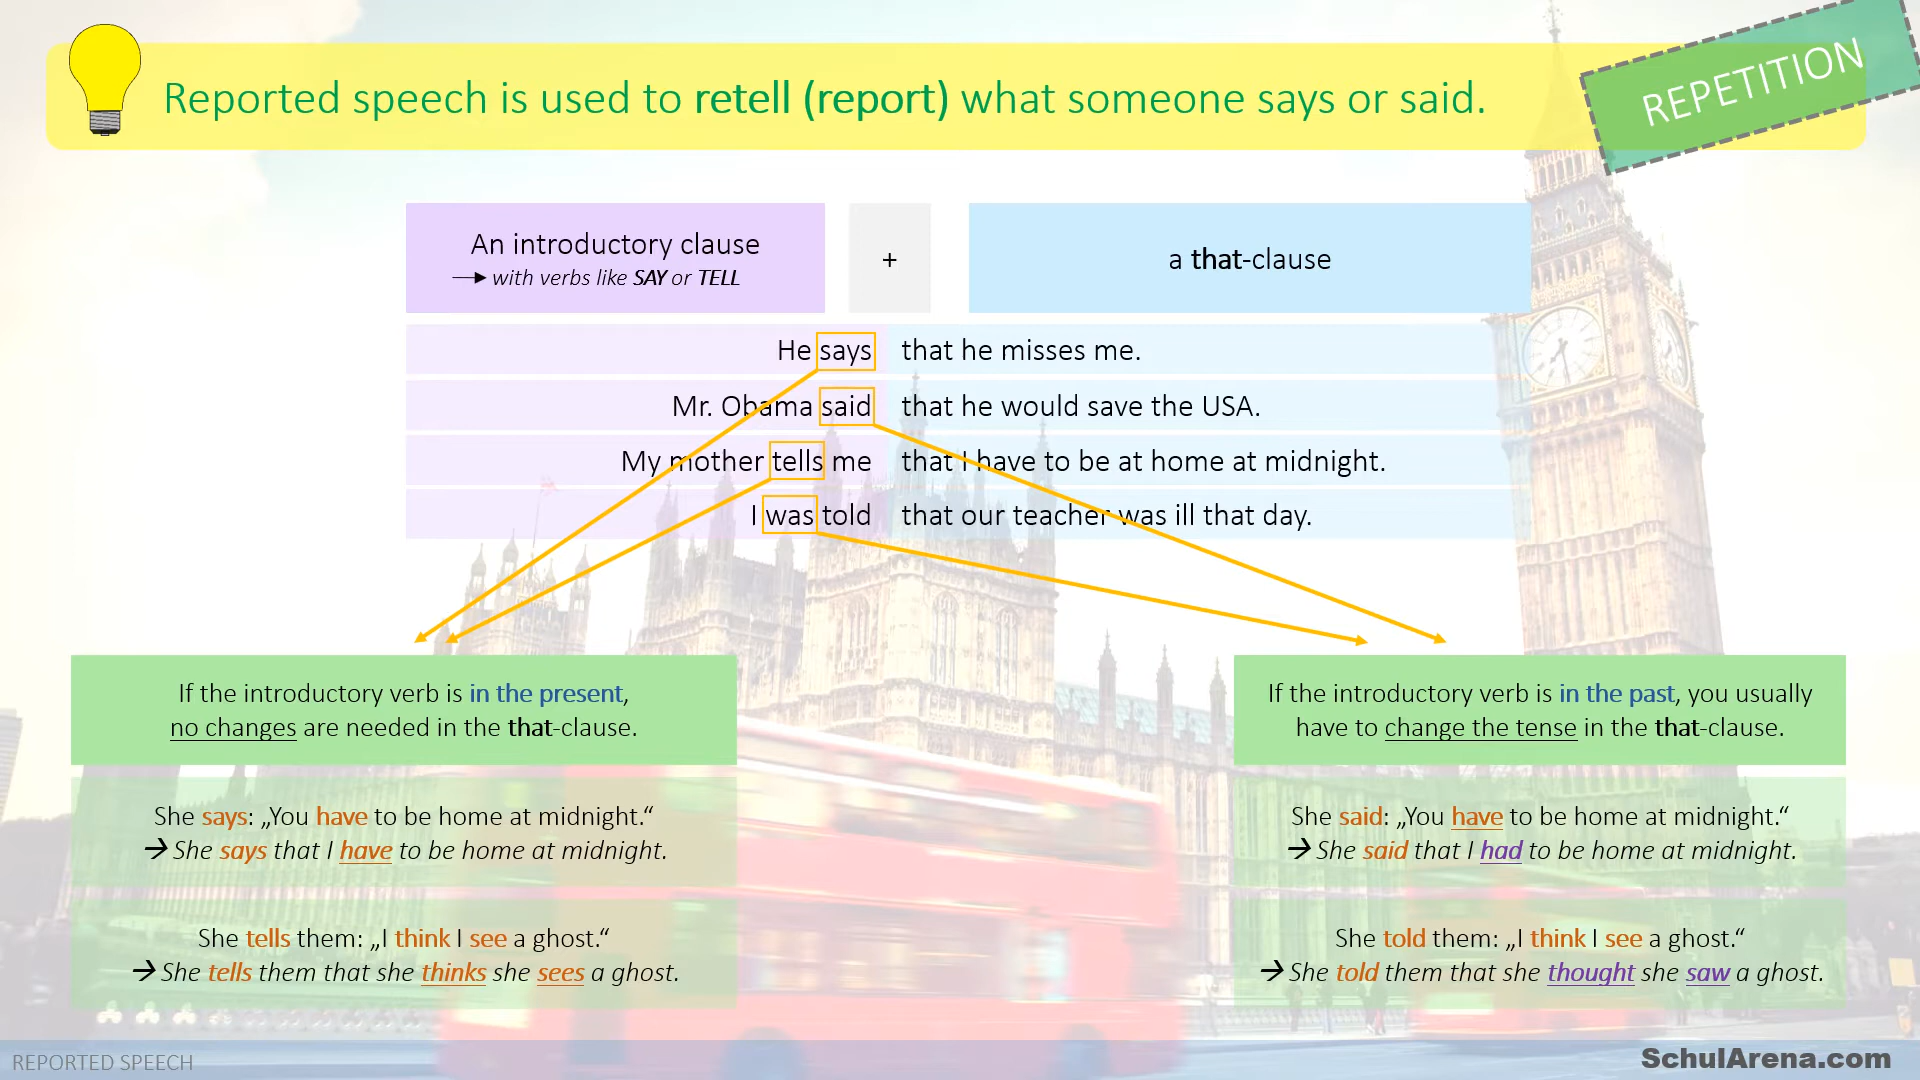 Reported speech is used to retell (report) what someone says or said.
REPETITION
An introductory clause
→ with verbs like SAY or TELL
+
a that-clause
He says that he misses me.
Mr. Obama said that he would save the USA.
My mother tells me that I have to be at home at midnight.
I was told that our teacher was ill that day.
If the introductory verb is in the present,
no changes are needed in the that-clause.
She says: „You have to be home at midnight.“
→ She says that I have to be home at midnight.
She tells them: „I think I see a ghost.“
→ She tells them that she thinks she sees a ghost.
If the introductory verb is in the past, you usually
have to change the tense in the that-clause.
She said: „You have to be home at midnight.“
→ She said that I had to be home at midnight.
She told them: „I think I see a ghost.“
→ She told them that she thought she saw a ghost.
REPORTED SPEECH
SchulArena.com